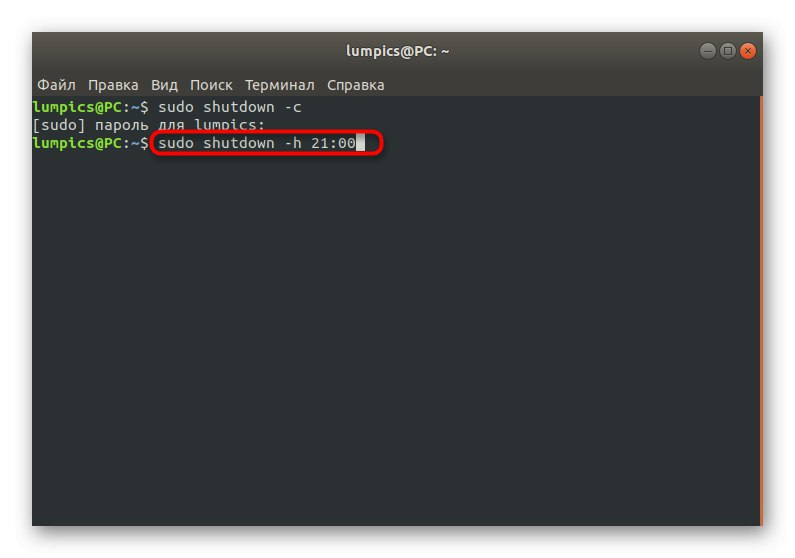 lumpics@PC: ~
Файл Правка Вид Поиск Терминал Справка
lumpics@PC:~$ sudo shutdown -c
[sudo] пароль для lumpics:
lumpics@PC:~$ sudo shutdown -h 21:00